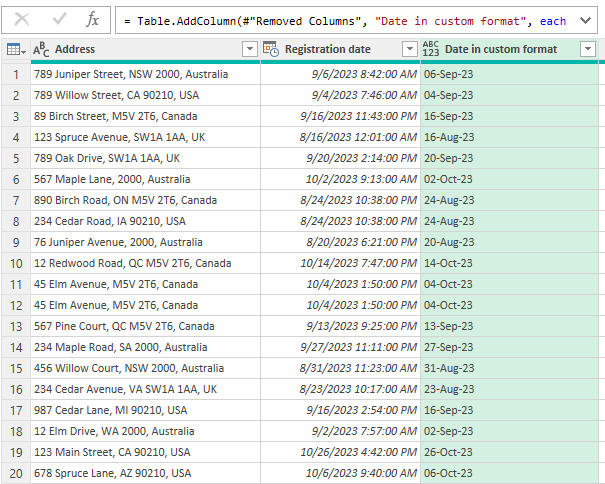 fx = Table.AddColumn(#"Removed Columns", "Date in custom format", each
ABC Address Registration date ABC 123 Date in custom format
1 789 Juniper Street, NSW 2000, Australia 9/6/2023 8:42:00 AM 06-Sep-23
2 789 Willow Street, CA 90210, USA 9/4/2023 7:46:00 AM 04-Sep-23
3 89 Birch Street, M5V 2T6, Canada 9/16/2023 11:43:00 PM 16-Sep-23
4 123 Spruce Avenue, SW1A 1AA, UK 8/16/2023 12:01:00 AM 16-Aug-23
5 789 Oak Drive, SW1A 1AA, UK 9/20/2023 2:14:00 PM 20-Sep-23
6 567 Maple Lane, 2000, Australia 10/2/2023 9:13:00 AM 02-Oct-23
7 890 Birch Road, ON M5V 2T6, Canada 8/24/2023 10:38:00 PM 24-Aug-23
8 234 Cedar Road, IA 90210, USA 8/24/2023 10:38:00 PM 24-Aug-23
9 76 Juniper Avenue, 2000, Australia 8/20/2023 6:21:00 PM 20-Aug-23
10 12 Redwood Road, QC M5V 2T6, Canada 10/14/2023 7:47:00 PM 14-Oct-23
11 45 Elm Avenue, M5V 2T6, Canada 10/4/2023 1:50:00 PM 04-Oct-23
12 45 Elm Avenue, M5V 2T6, Canada 10/4/2023 1:50:00 PM 04-Oct-23
13 567 Pine Court, QC M5V 2T6, Canada 9/13/2023 9:25:00 PM 13-Sep-23
14 234 Maple Road, SA 2000, Australia 9/27/2023 11:11:00 PM 27-Sep-23
15 456 Willow Court, NSW 2000, Australia 8/31/2023 11:23:00 AM 31-Aug-23
16 234 Cedar Avenue, VA SW1A 1AA, UK 8/23/2023 10:17:00 AM 23-Aug-23
17 987 Cedar Lane, MI 90210, USA 9/16/2023 2:54:00 PM 16-Sep-23
18 12 Elm Drive, WA 2000, Australia 9/2/2023 7:57:00 AM 02-Sep-23
19 123 Main Street, CA 90210, USA 10/26/2023 4:42:00 PM 26-Oct-23
20 678 Spruce Lane, AZ 90210, USA 10/6/2023 9:40:00 AM 06-Oct-23